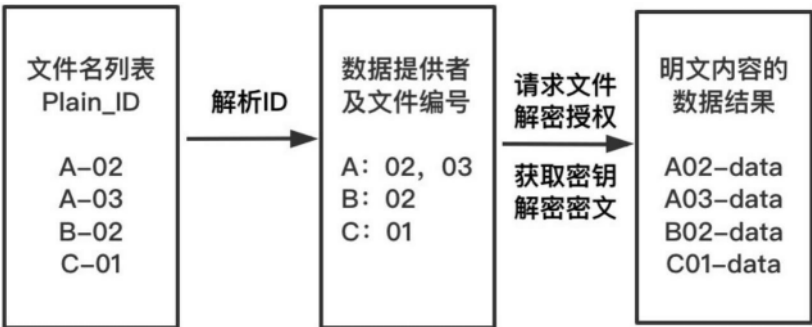 文件名列表
Plain_ID
A-02
A-03
B-02
C-01
解析ID
数据提供者
及文件编号
A：02，03
B：02
C：01
请求文件
解密授权
获取密钥
解密密文
明文内容的
数据结果
A02-data
A03-data
B02-data
C01-data